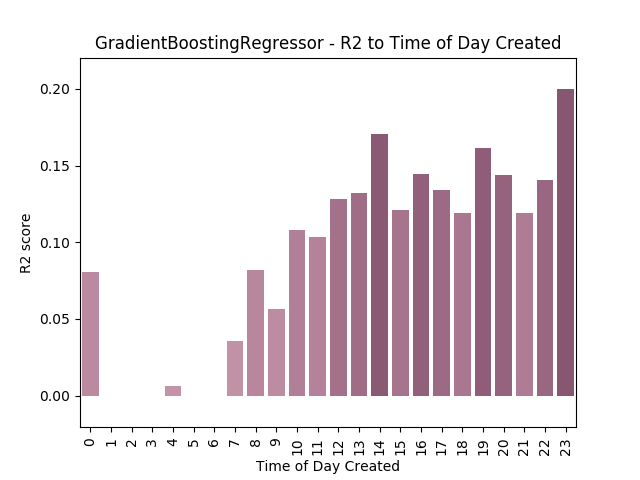 GradientBoostingRegressor - R2 to Time of Day Created
R2 score
0.20
0.15
0.10
0.05
0.00
0 1 2 3 4 5 6 7 8 9 10 11 12 13 14 15 16 17 18 19 20 21 22 23
Time of Day Created